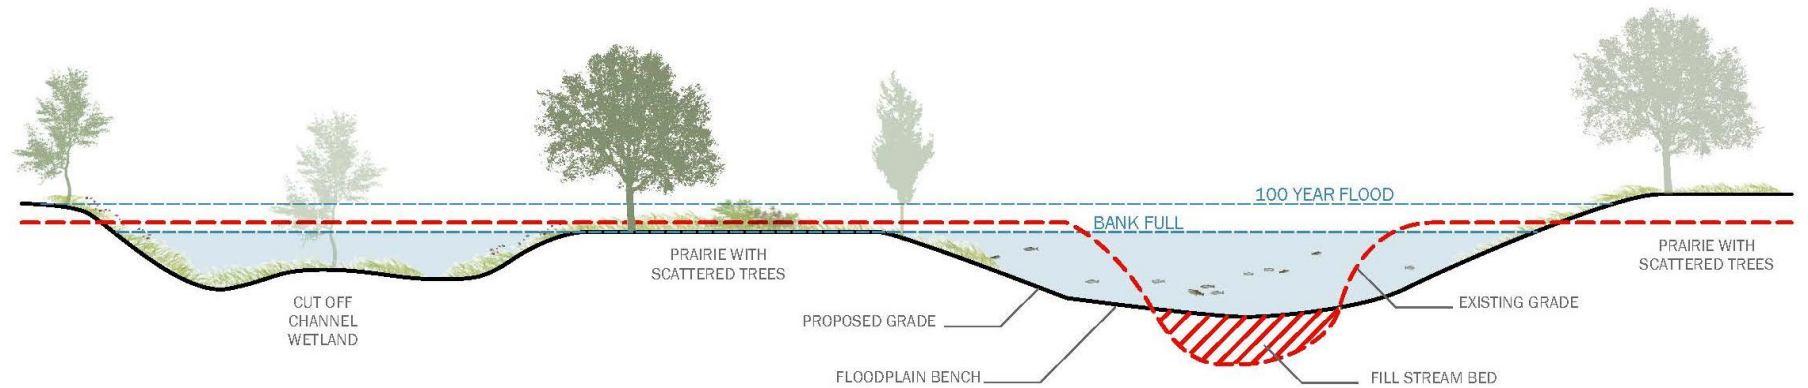 100 YEAR FLOOD
BANK FULL
PRAIRIE WITH
SCATTERED TREES
PRAIRIE WITH
SCATTERED TREES
CUT OFF
CHANNEL
WETLAND
PROPOSED GRADE
EXISTING GRADE
FLOODPLAIN BENCH
FILL STREAM BED